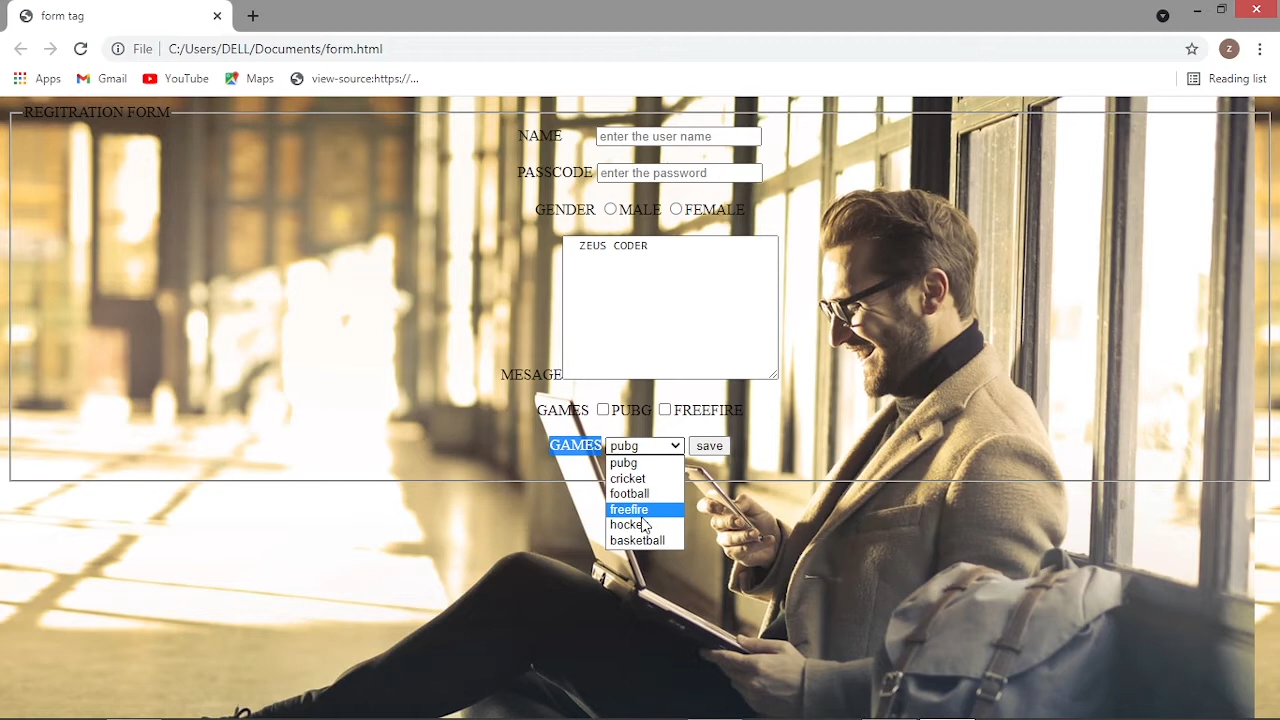 form tag
File C:/Users/DELL/Documents/form.html
z
Apps Gmail YouTube Maps view-source:https://... Reading list
REGITRATION FORM
NAME enter the user name
PASSCODE enter the password
GENDER MALE FEMALE
ZEUS CODER
MESAGE
GAMES PUBG FREEFIRE
GAMES pubg save
pubg
cricket
football
freefire
hockey
basketball